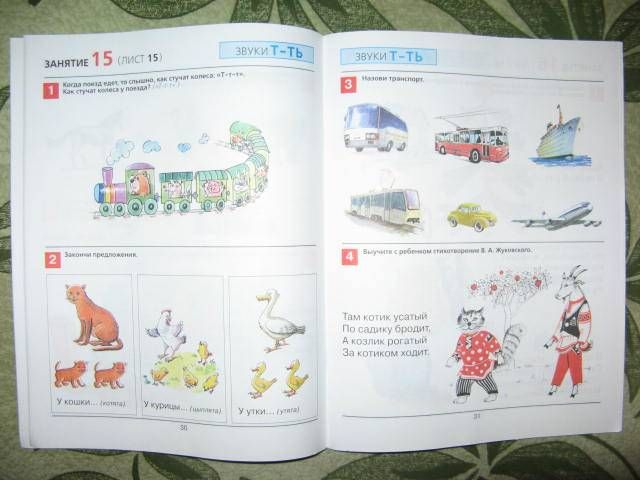 ЗАНЯТИЕ 15 (ЛИСТ 15)
ЗВУКИ Т-ТЬ
1 Когда поезд едет, то слышно, как стучат колеса: «Т-т-т».
Как стучат колеса у поезда? (Т-т-т.)
2 Закончи предложения.
У кошки... (котята).
У курицы... (цыплята).
У утки... (утята).
30
ЗВУКИ Т-ТЬ
3 Назови транспорт.
4 Выучите с ребенком стихотворение В. А. Жуковского.
Там котик усатый
По садику бродит,
А козлик рогатый
За котиком ходит.
31